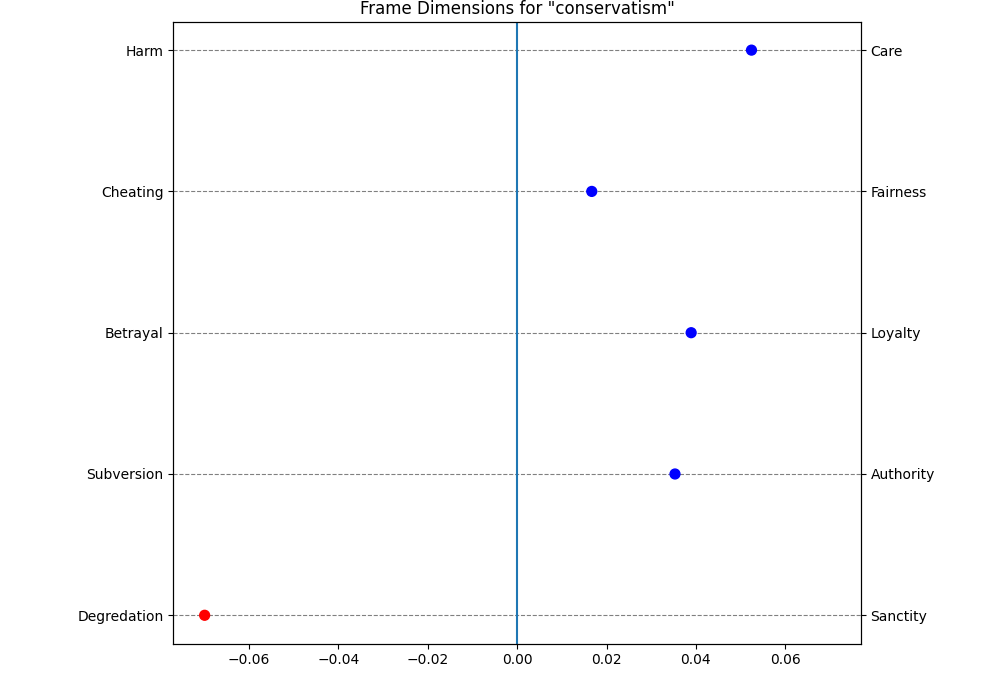 Frame Dimensions for "conservatism"
Harm
Care
Cheating
Fairness
Betrayal
Loyalty
Subversion
Authority
Degredation
Sanctity
−0.06 −0.04 −0.02 0.00 0.02 0.04 0.06